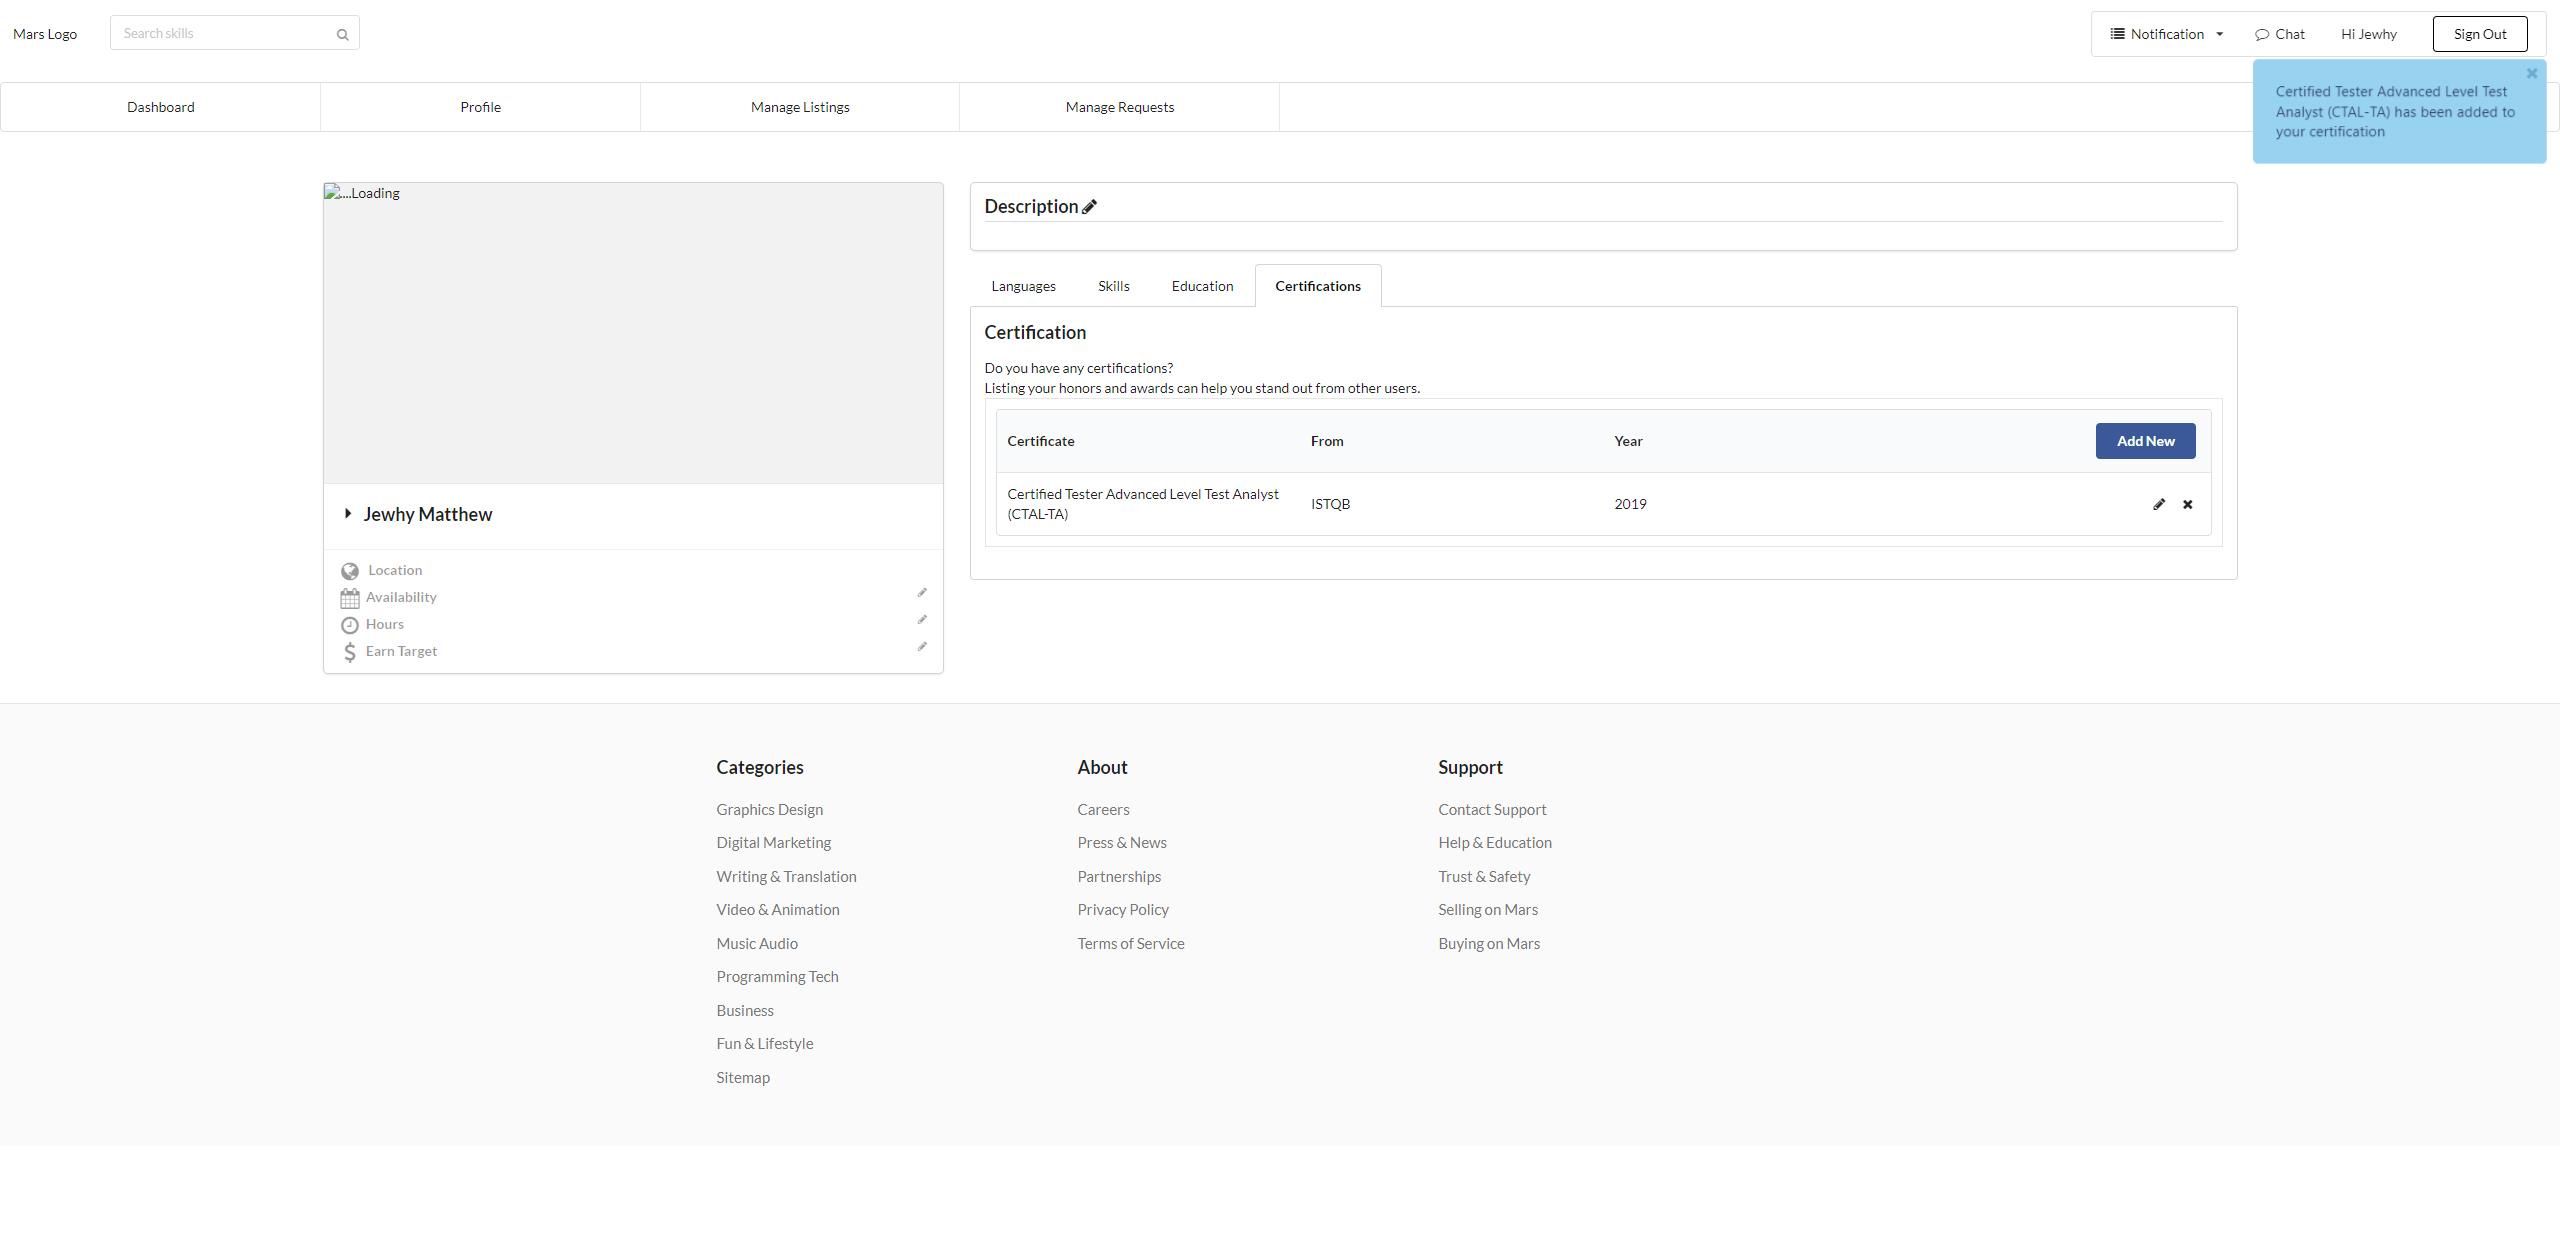 Mars Logo
Search skills
Notification
Chat
Hi Jewhy
Sign Out
Certified Tester Advanced Level Test
Analyst (CTAL-TA) has been added to
your certification
Dashboard
Profile
Manage Listings
Manage Requests
....Loading
Jewhy Matthew
Location
Availability
Hours
Earn Target
Description
Languages
Skills
Education
Certifications
Certification
Do you have any certifications?
Listing your honors and awards can help you stand out from other users.
Certificate
From
Year
Add New
Certified Tester Advanced Level Test Analyst
(CTAL-TA)
ISTQB
2019
Categories
Graphics Design
Digital Marketing
Writing & Translation
Video & Animation
Music Audio
Programming Tech
Business
Fun & Lifestyle
Sitemap
About
Careers
Press & News
Partnerships
Privacy Policy
Terms of Service
Support
Contact Support
Help & Education
Trust & Safety
Selling on Mars
Buying on Mars